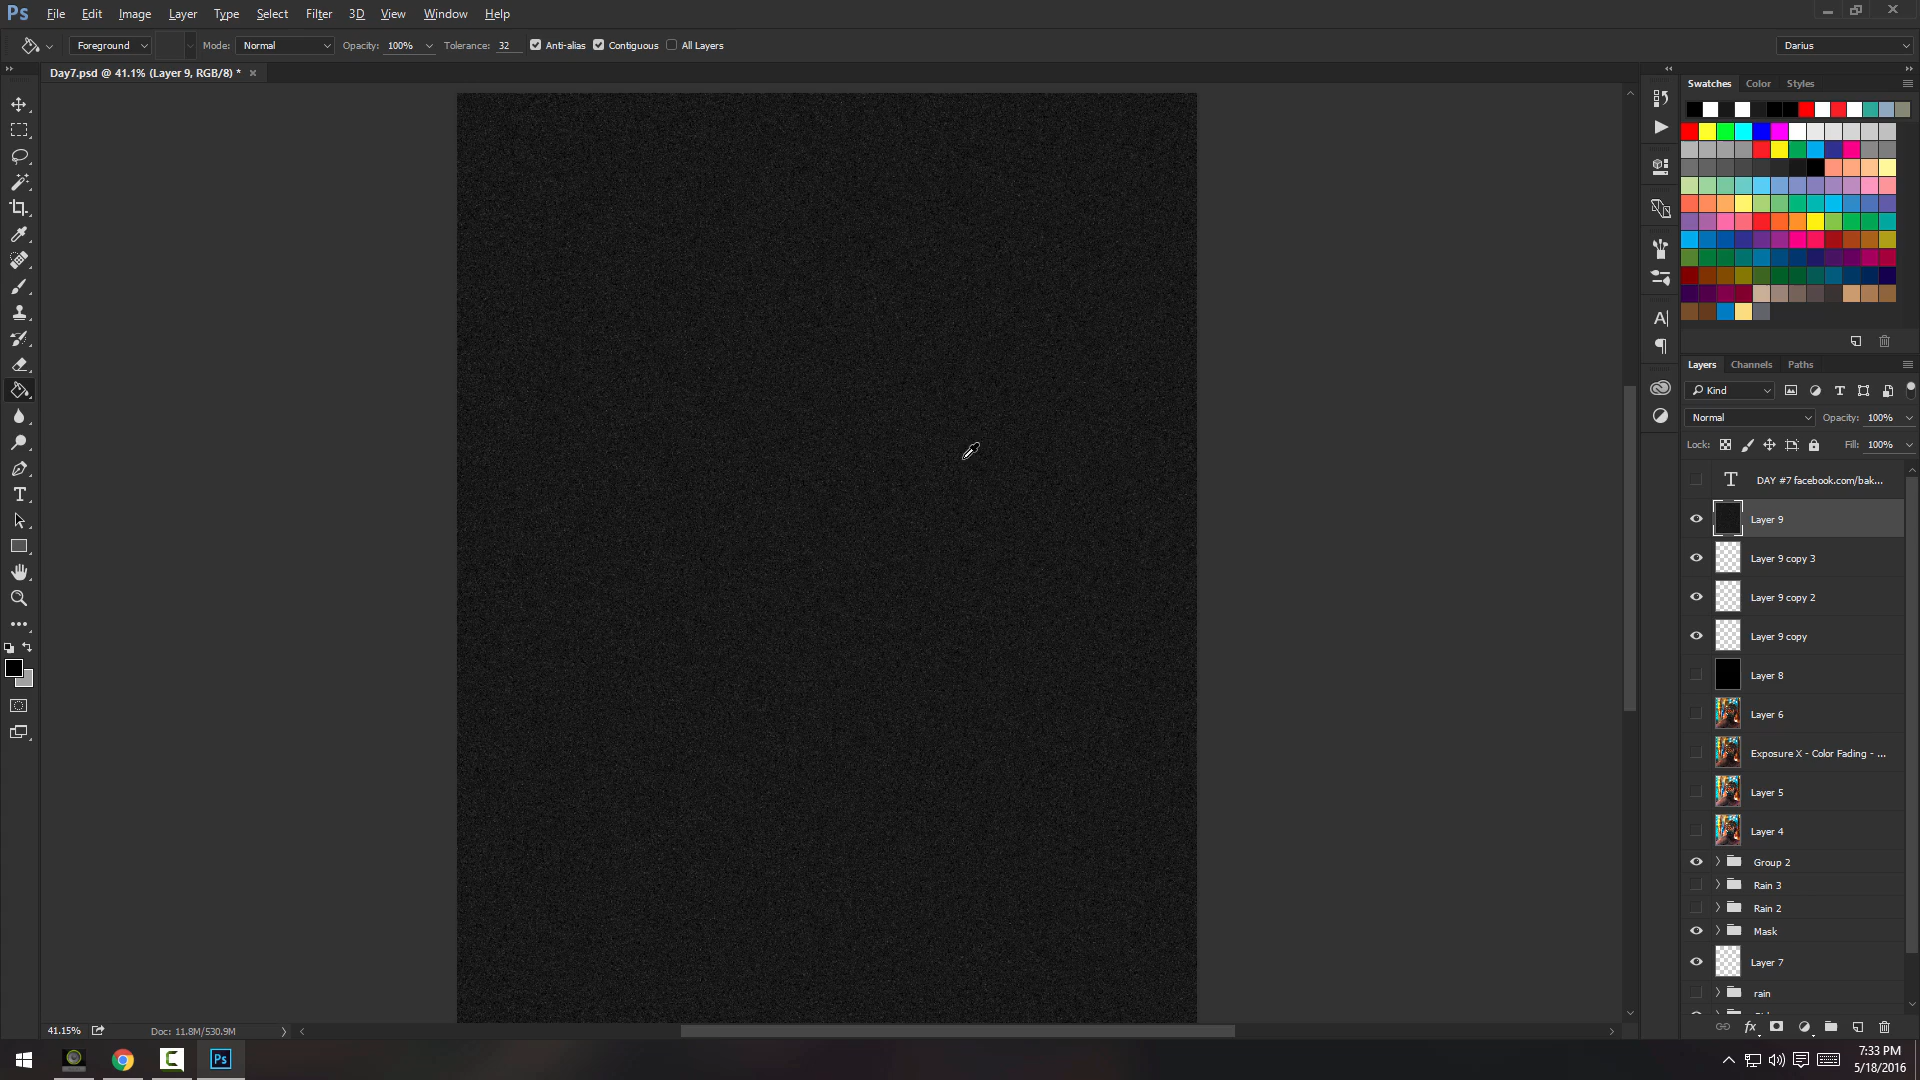 Ps File Edit Image Layer Type Select Filter 3D View Window Help
Foreground Mode: Normal Opacity: 100% Tolerance: 32 Anti-alias Contiguous All Layers Darius
Day7.psd @ 41.1% (Layer 9, RGB/8) * ×
Swatches Color Styles
Layers Channels Paths
Kind
Normal Opacity: 100%
Lock: Fill: 100%
T DAY #7 facebook.com/bak...
Layer 9
Layer 9 copy 3
Layer 9 copy 2
Layer 9 copy
Layer 8
Layer 6
Exposure X - Color Fading - ...
Layer 5
Layer 4
Group 2
Rain 3
Rain 2
Mask
Layer 7
rain
41.15% Doc: 11.8M/530.9M
Ps
7:33 PM
5/18/2016